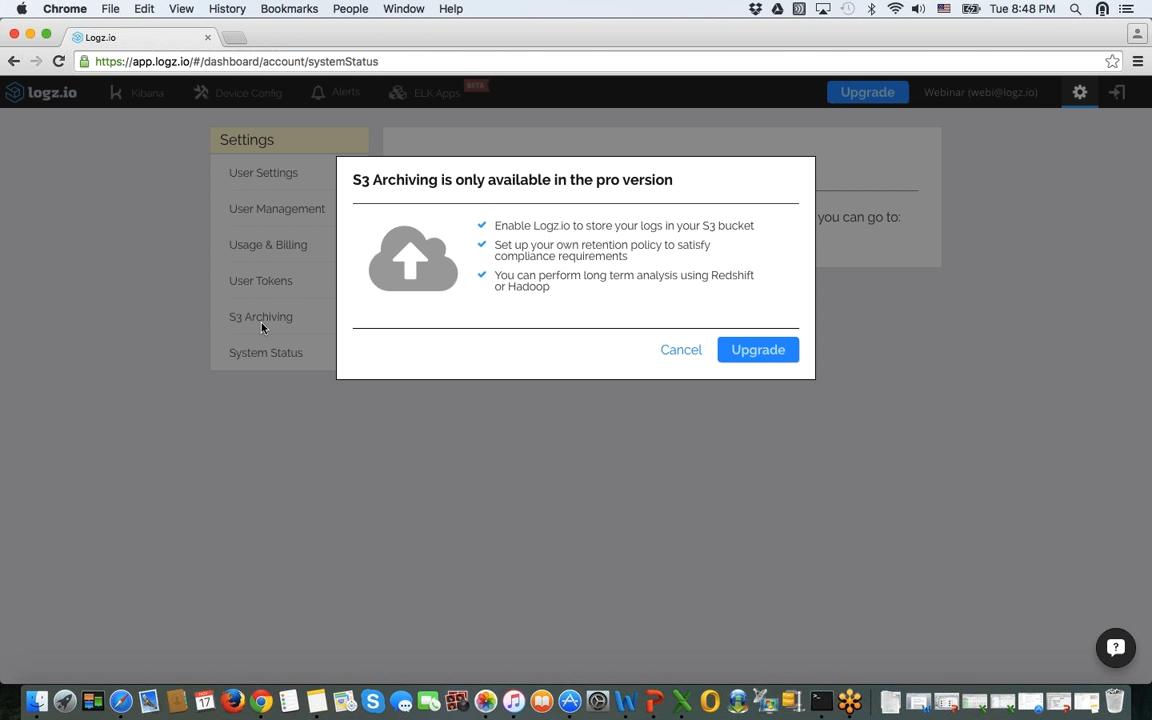 Chrome File Edit View History Bookmarks People Window Help Tue 8:48 PM
Logz.io
https://app.logz.io/#/dashboard/account/systemStatus
logz.io Kibana Device Config Alerts ELK Apps BETA Upgrade Webinar (webi@logz.io)
Settings
User Settings
User Management
Usage & Billing
User Tokens
S3 Archiving
System Status
you can go to:
S3 Archiving is only available in the pro version
Enable Logz.io to store your logs in your S3 bucket
Set up your own retention policy to satisfy
compliance requirements
You can perform long term analysis using Redshift
or Hadoop
Cancel Upgrade
17